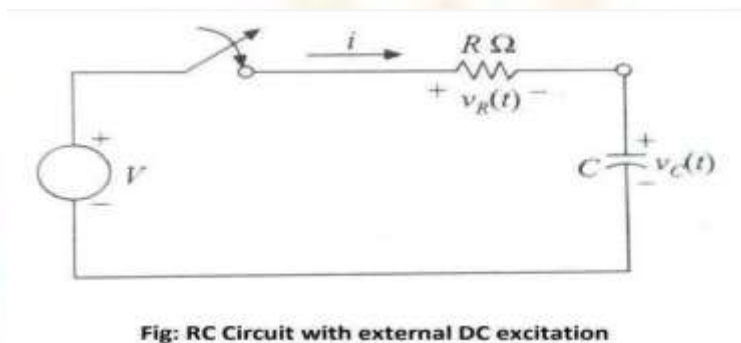 i
R Ω
+ v_R(t) −
+
V
−
+
C
v_C(t)
−
Fig: RC Circuit with external DC excitation